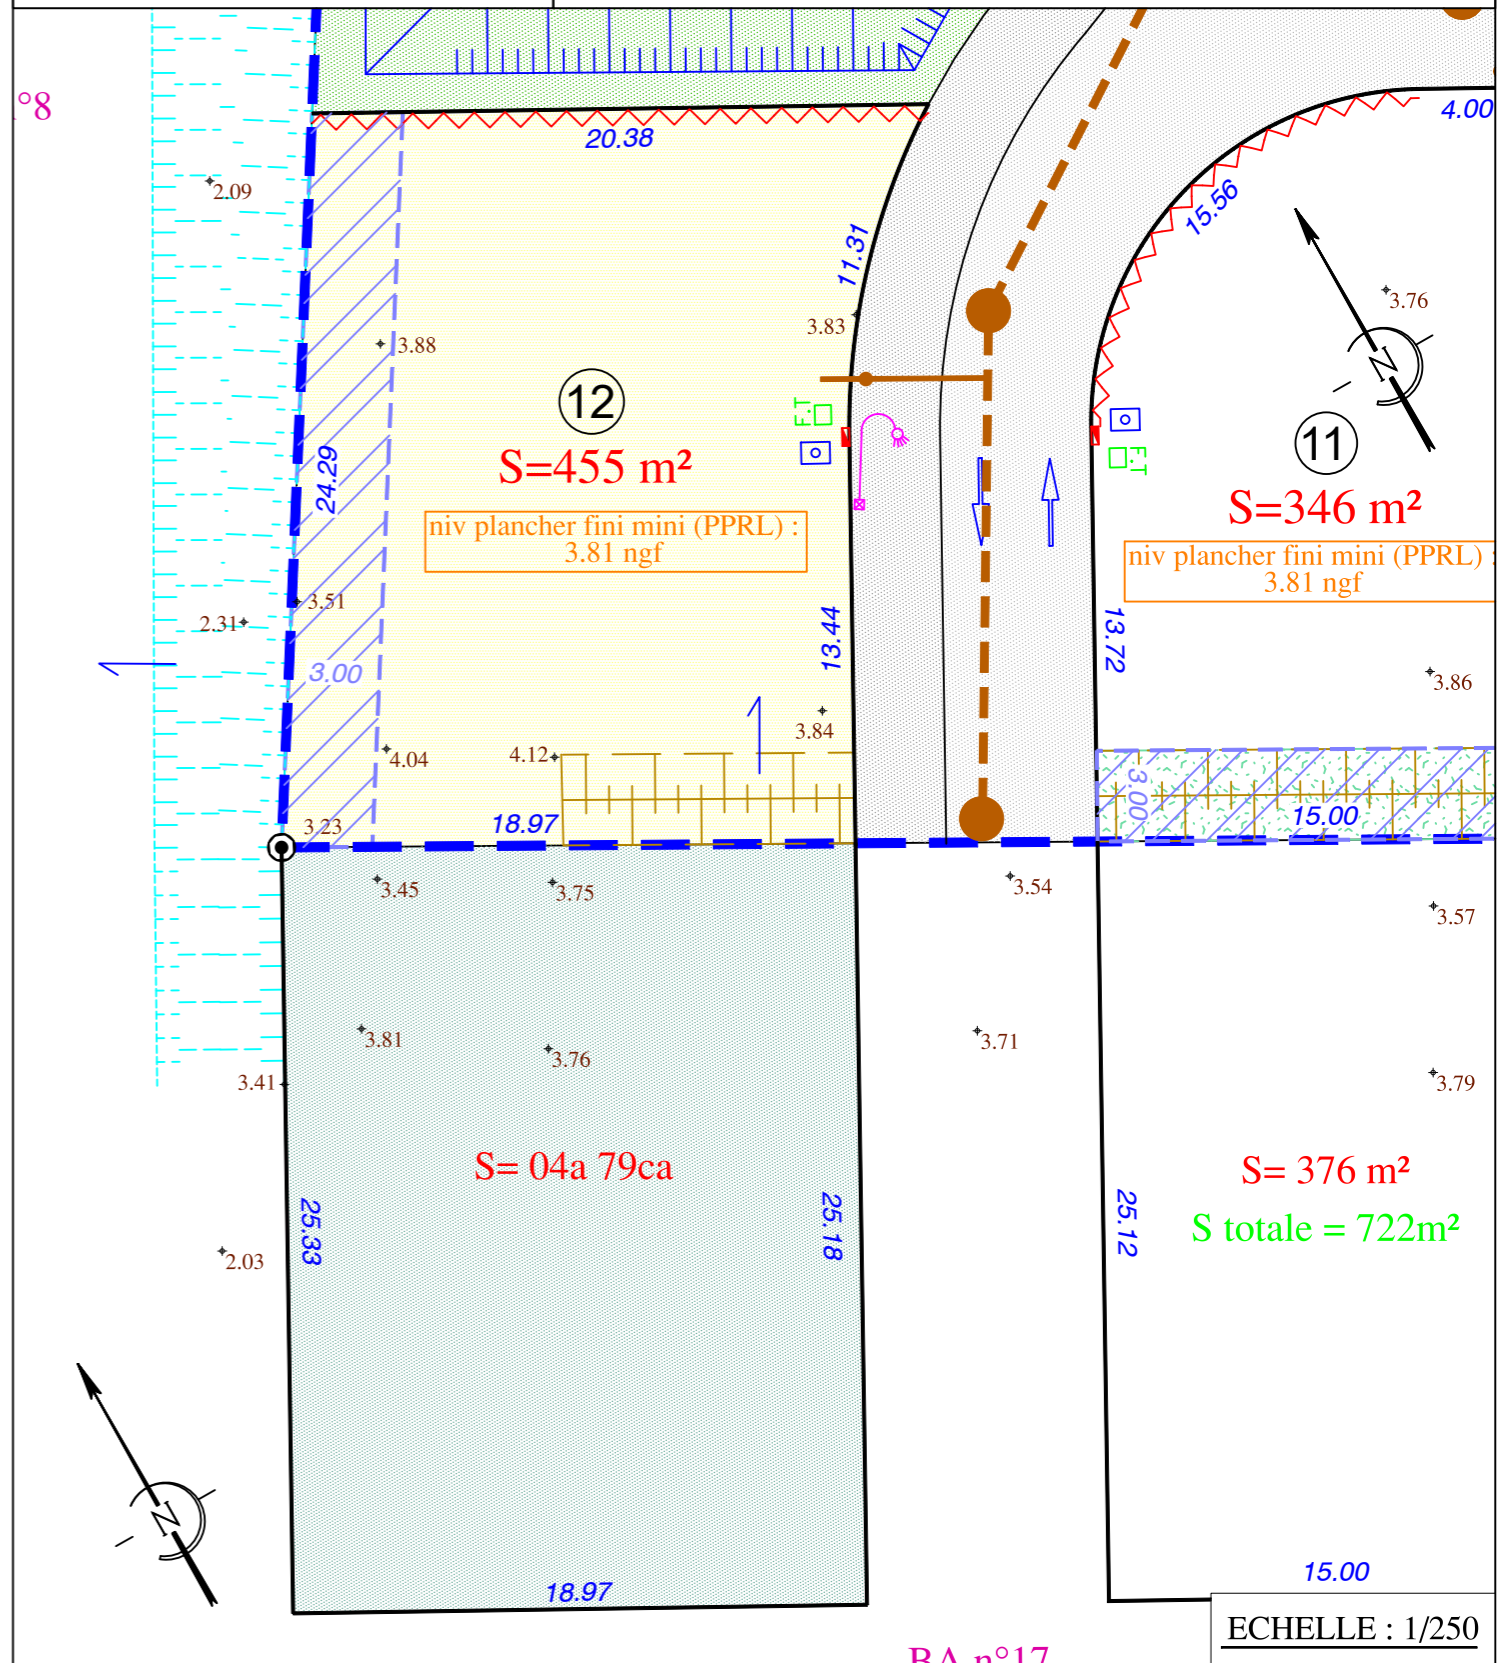 °8
4.00
20.38
2.09
15.56
11.31
3.76
3.83
3.88
N
12
F.T
11
F.T
S=455 m²
24.29
S=346 m²
niv plancher fini mini (PPRL) :
3.81 ngf
niv plancher fini mini (PPRL) :
3.81 ngf
3.51
2.31
13.44
13.72
3.00
3.86
3.84
4.12
4.04
3.00
3.23
18.97
15.00
3.45
3.75
3.54
3.57
3.81
3.76
3.71
3.41
3.79
S= 04a 79ca
S= 376 m²
25.33
25.18
25.12
S totale = 722m²
2.03
N
18.97
15.00
ECHELLE : 1/250
BA n°17